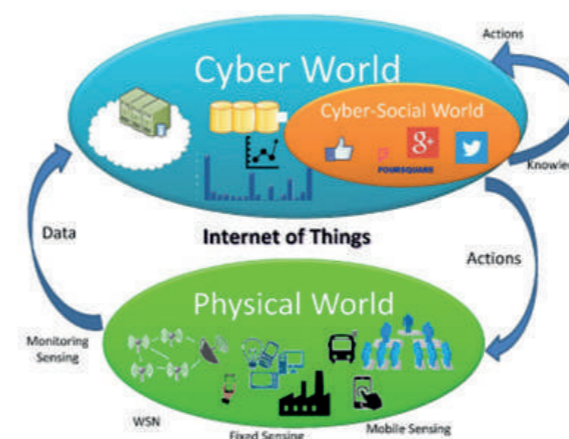 Actions
Cyber World
Cyber-Social World
g+
FOURSQUARE
Data
Internet of Things
Actions
Physical World
Monitoring
Sensing
WSN
Fixed Sensing
Mobile Sensing